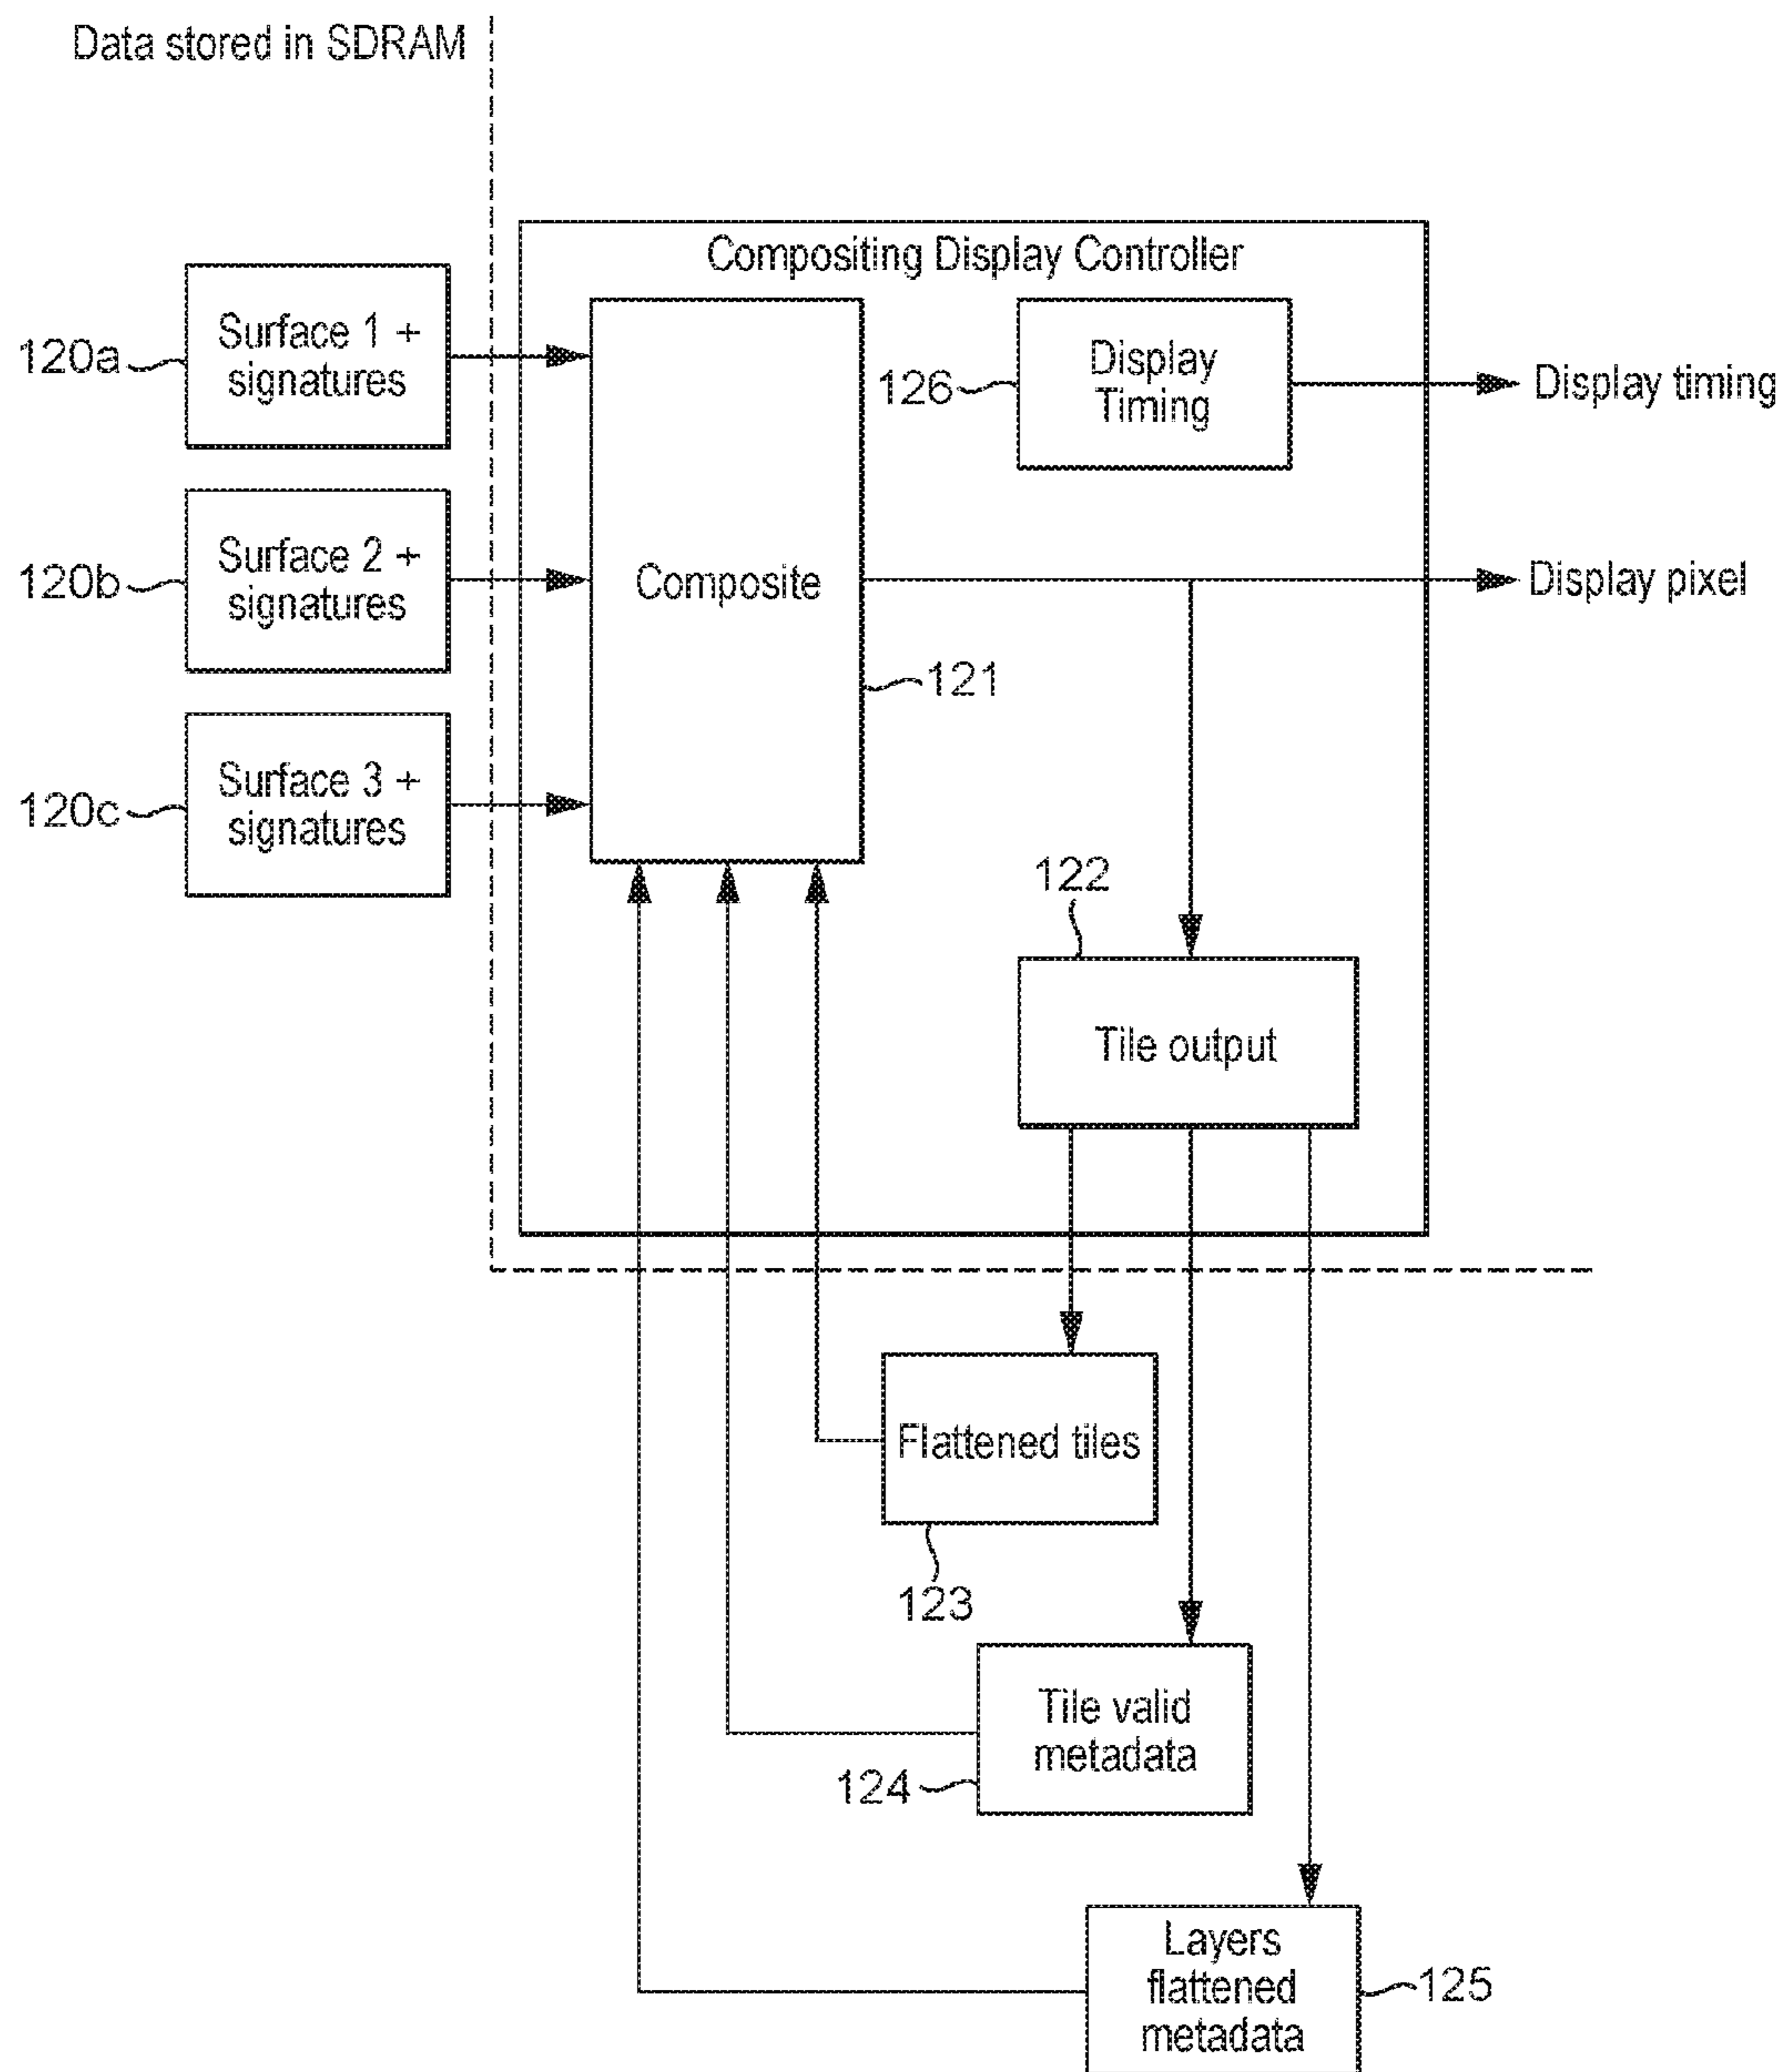 Data stored in SDRAM
Compositing Display Controller
120a
Surface 1 +
signatures
126
Display
Timing
Display timing
120b
Surface 2 +
signatures
Composite
Display pixel
121
120c
Surface 3 +
signatures
122
Tile output
Flattened tiles
123
Tile valid
metadata
124
Layers
flattened
metadata
125